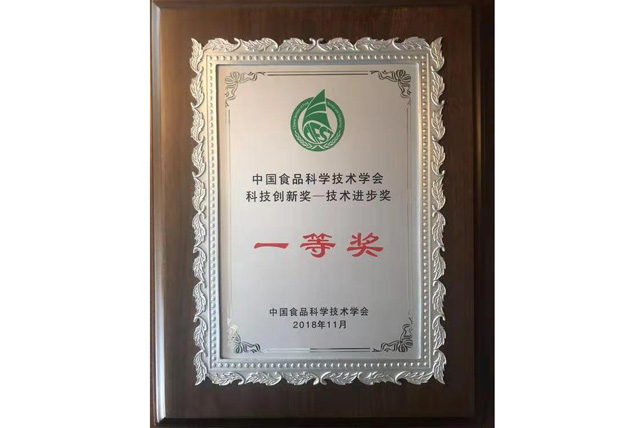 中国食品科学技术学会
科技创新奖—技术进步奖
一等奖
中国食品科学技术学会
2018年11月